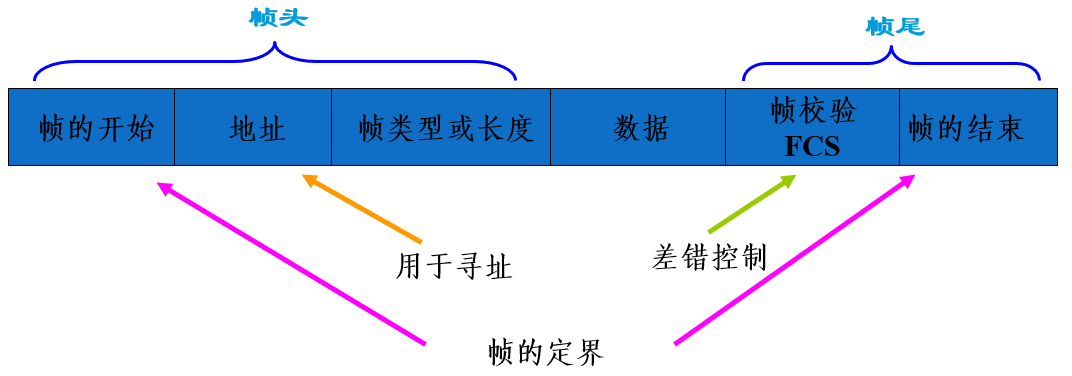 帧头
帧尾
帧的开始
地址
帧类型或长度
数据
帧校验
FCS
帧的结束
用于寻址
差错控制
帧的定界